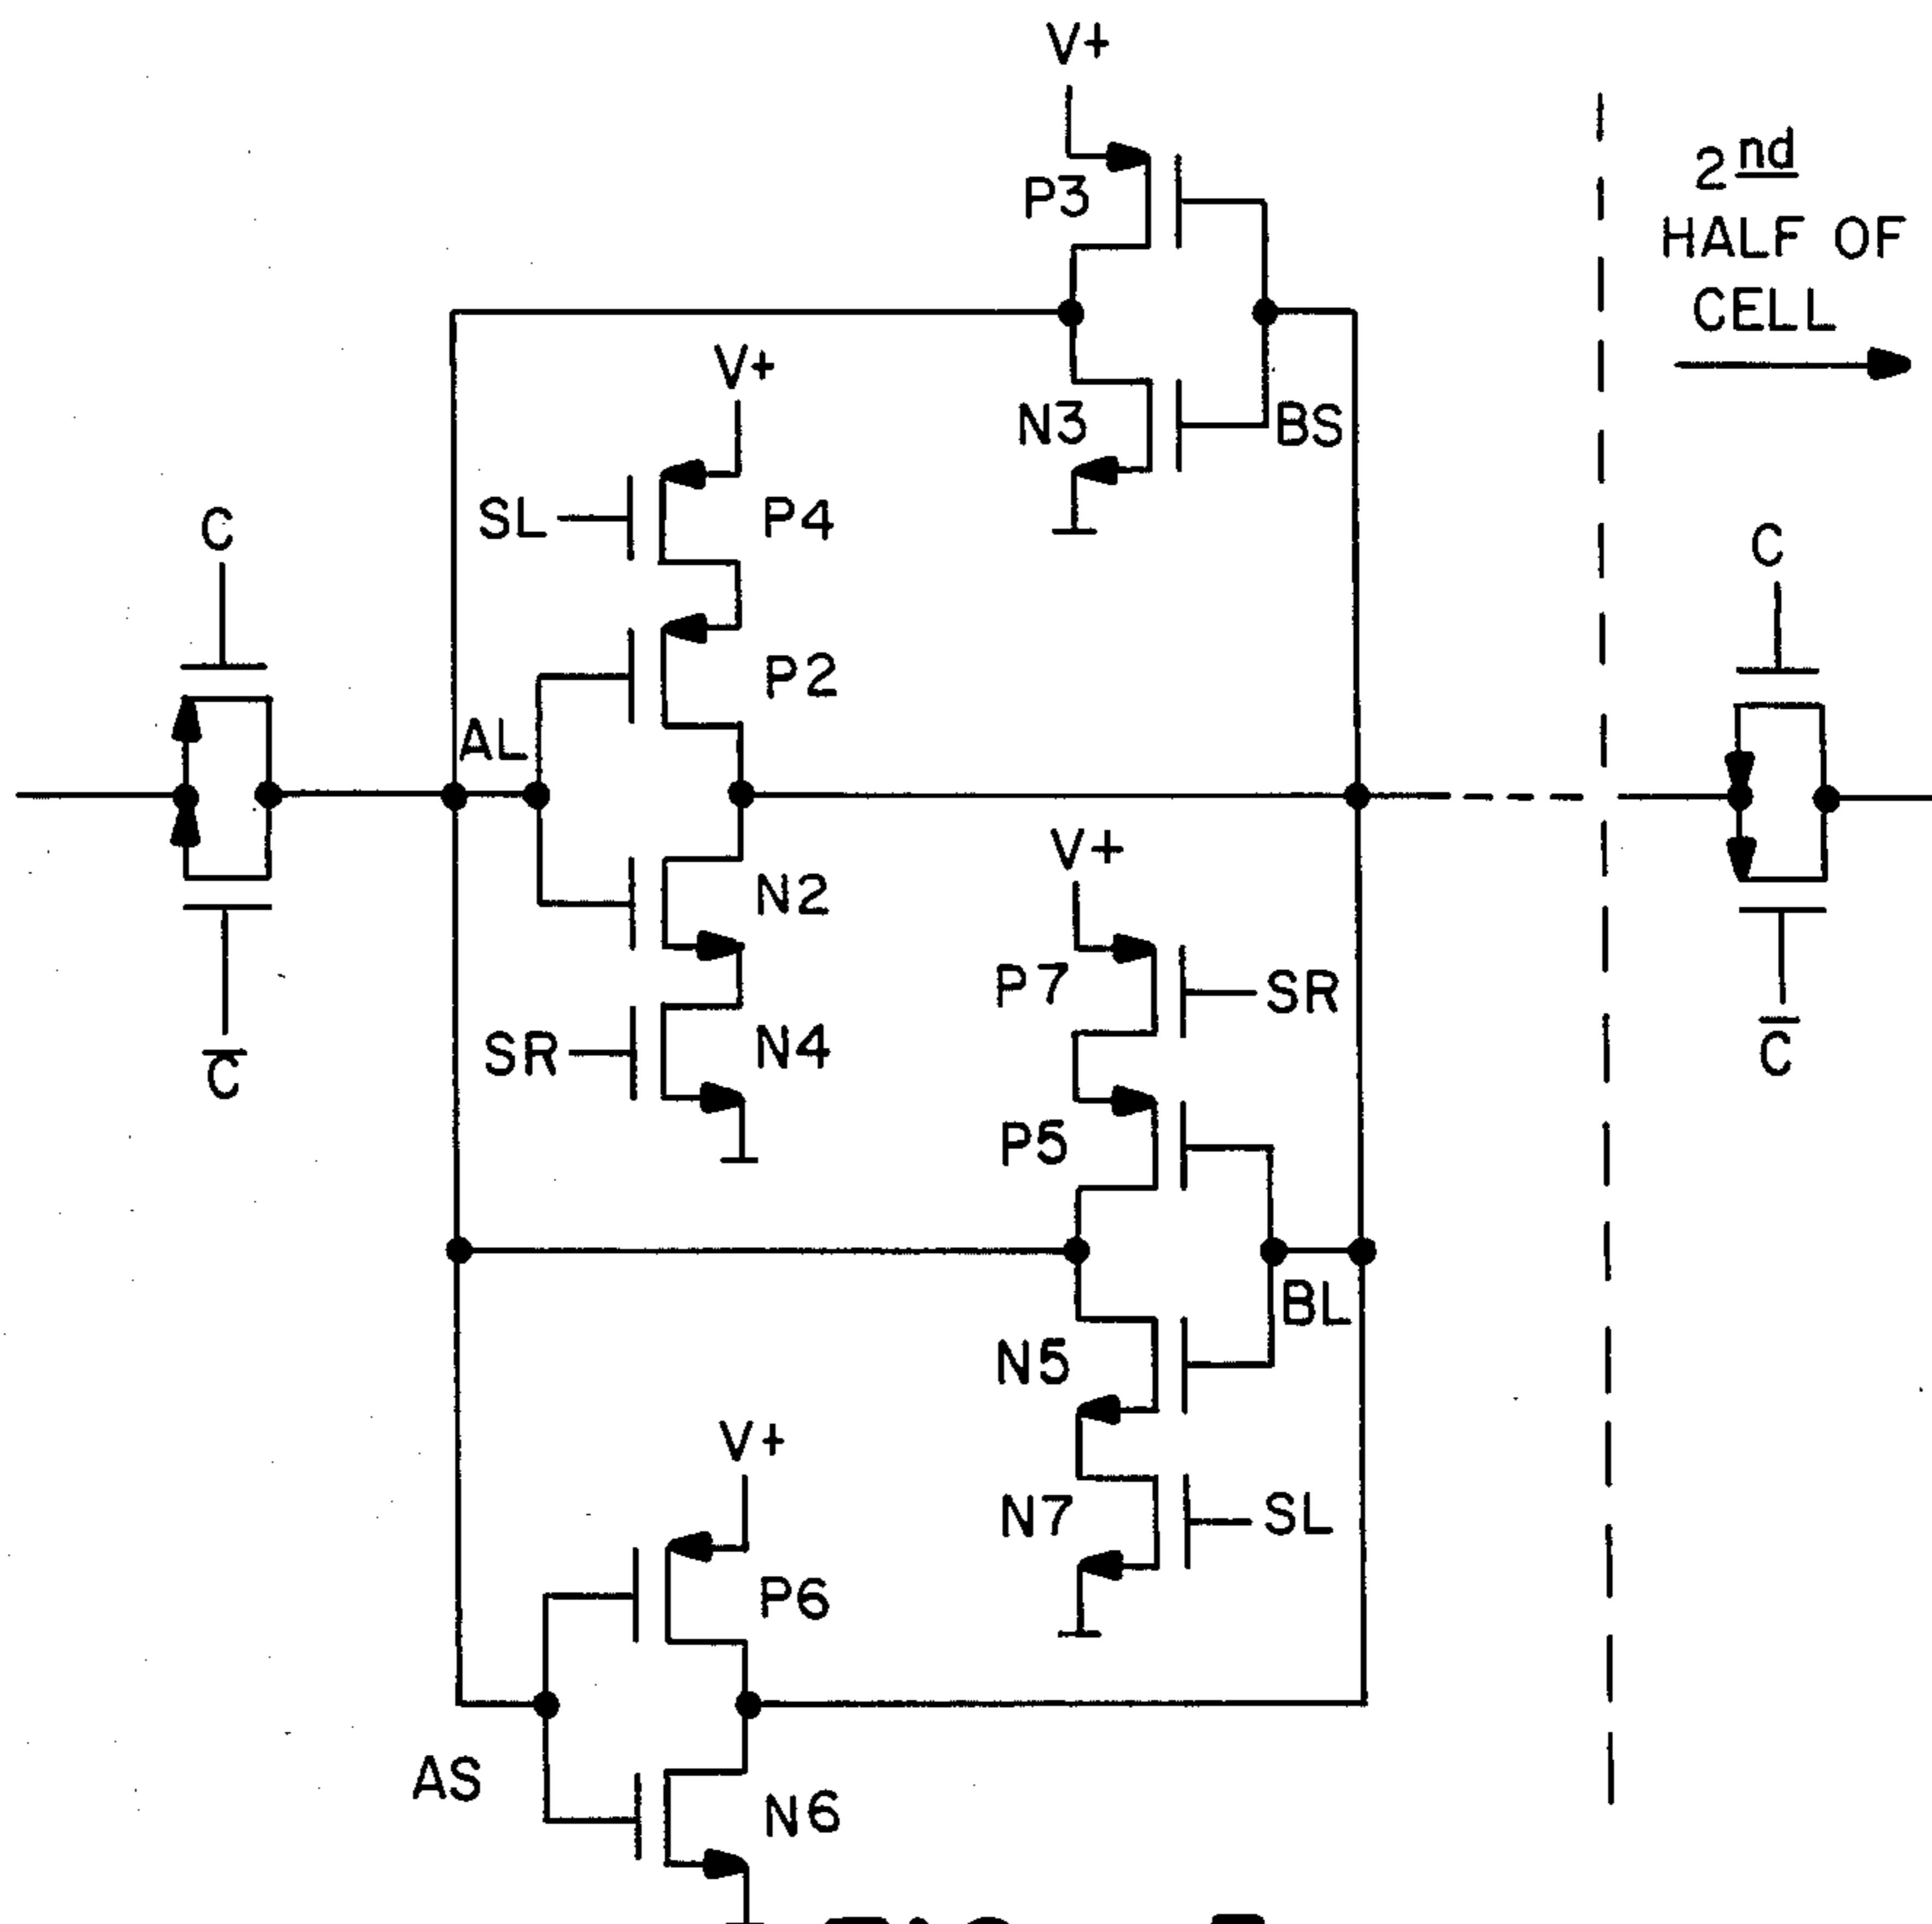 V+
2nd
P3
HALF OF
CELL
V+
N3
BS
SL
P4
C
C
P2
AL
V+
N2
P7
SR
SR
N4
C̅
C̅
P5
BL
N5
V+
N7
SL
P6
AS
N6